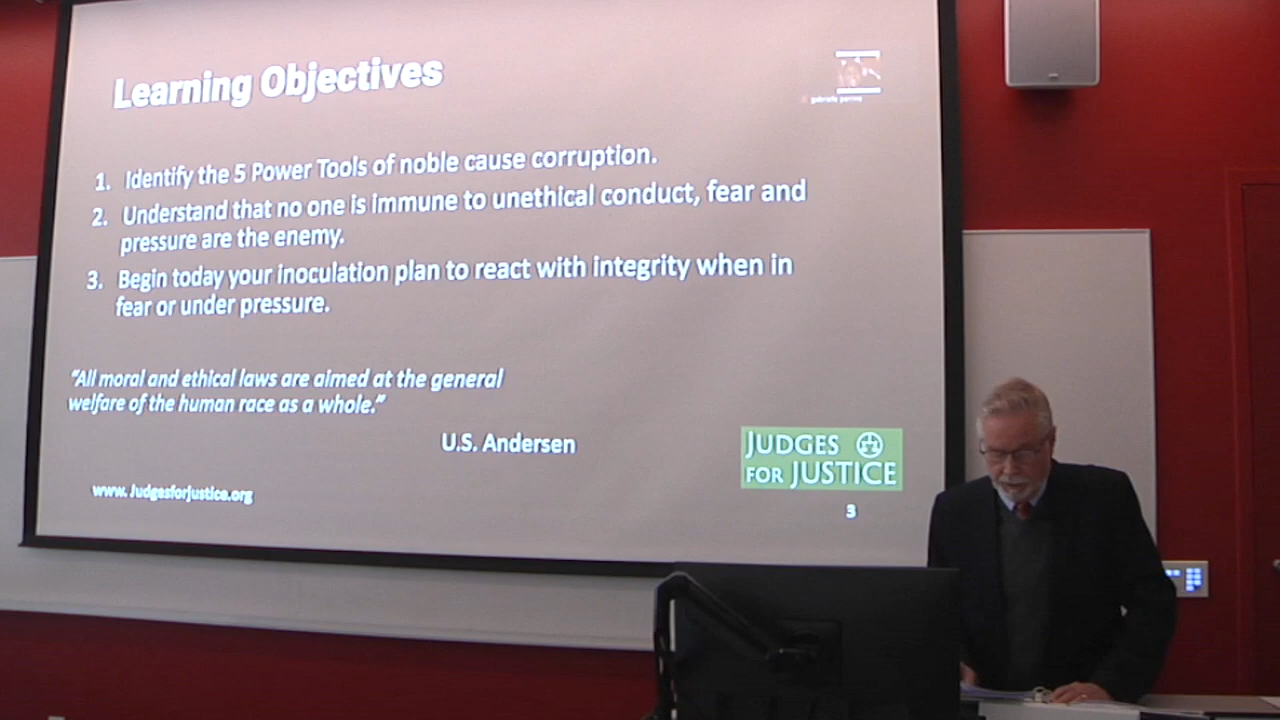 Learning Objectives
1. Identify the 5 Power Tools of noble cause corruption.
2. Understand that no one is immune to unethical conduct, fear and
pressure are the enemy.
3. Begin today your inoculation plan to react with integrity when in
fear or under pressure.
"All moral and ethical laws are aimed at the general
welfare of the human race as a whole."
U.S. Andersen
JUDGES
FOR JUSTICE
www. Judgesforjustice.org
3